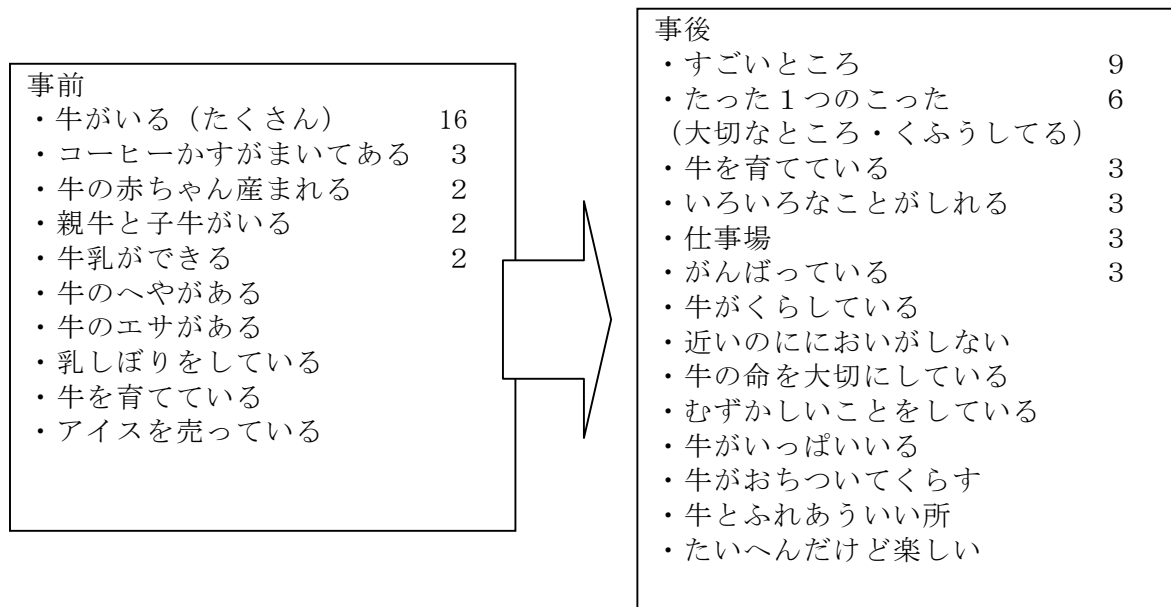 事前
・牛がいる（たくさん） 16
・コーヒーかすがまいてある 3
・牛の赤ちゃん産まれる 2
・親牛と子牛がいる 2
・牛乳ができる 2
・牛のへやがある
・牛のエサがある
・乳しぼりをしている
・牛を育てている
・アイスを売っている
事後
・すごいところ 9
・たった１つのこった 6
（大切なところ・くふうしてる）
・牛を育てている 3
・いろいろなことがしれる 3
・仕事場 3
・がんばっている 3
・牛がくらしている
・近いのににおいがしない
・牛の命を大切にしている
・むずかしいことをしている
・牛がいっぱいいる
・牛がおちついてくらす
・牛とふれあういい所
・たいへんだけど楽しい